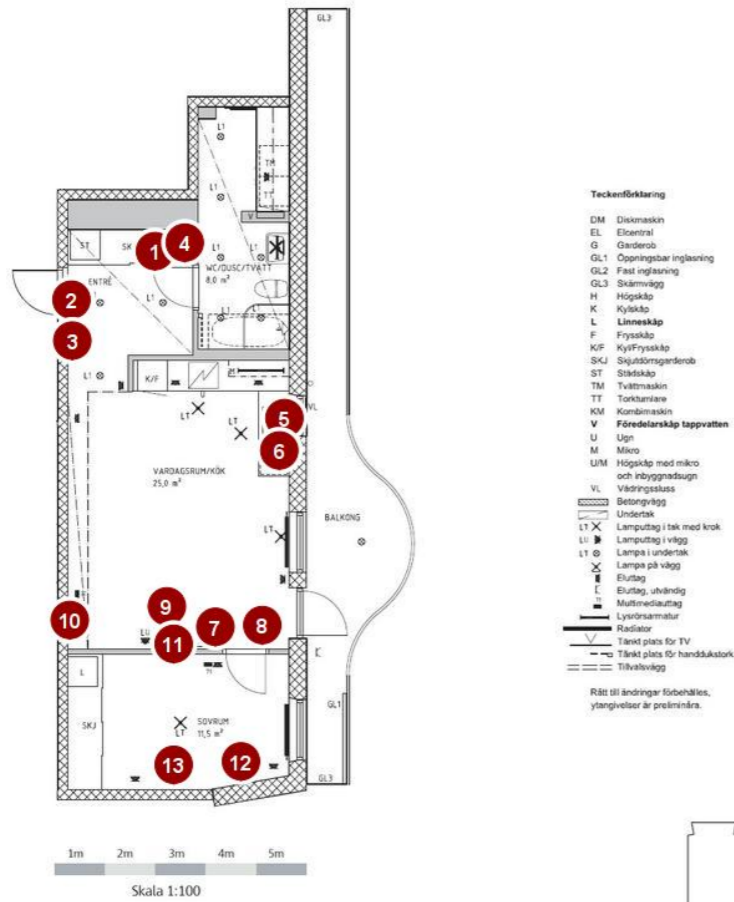 GL3
L1
TM
L1
TT
V
ST
SK
1
4
L1
L1
WC/DUSC/TVÄTT
8,0 m²
ENTRÉ
2
L1
L1
L1
3
L1
K/F
M
U
LT
LT
VL
5
6
VARDAGSRUM/KÖK
25,0 m²
LT
BALKONG
9
10
LU
11
7
8
L
SKJ
LT
SOVRUM
11,5 m²
GL1
13
12
GL3
1m 2m 3m 4m 5m
Skala 1:100
Teckenförklaring
DM Diskmaskin
EL Elcentral
G Garderob
GL1 Öppningsbar inglasning
GL2 Fast inglasning
GL3 Skärmvägg
H Högskåp
K Kylskåp
L Linneskåp
F Frysskåp
K/F Kyl/Frysskåp
SKJ Skjutdörrsgarderob
ST Städskåp
TM Tvättmaskin
TT Torktumlare
KM Kombimaskin
V Fördelarskåp tappvatten
U Ugn
M Mikro
U/M Högskåp med mikro
och inbyggnadsugn
VL Vädringssluss
Betongvägg
Undertak
LT Lamputtag i tak med krok
LU Lamputtag i vägg
LT Lampa i undertak
Lampa på vägg
Eluttag
Eluttag, utvändig
Multimediauttag
Lysrörsarmatur
Radiator
Tänkt plats för TV
Tänkt plats för handdukstork
Tillvalsvägg
Rätt till ändringar förbehålles,
ytangivelser är preliminära.